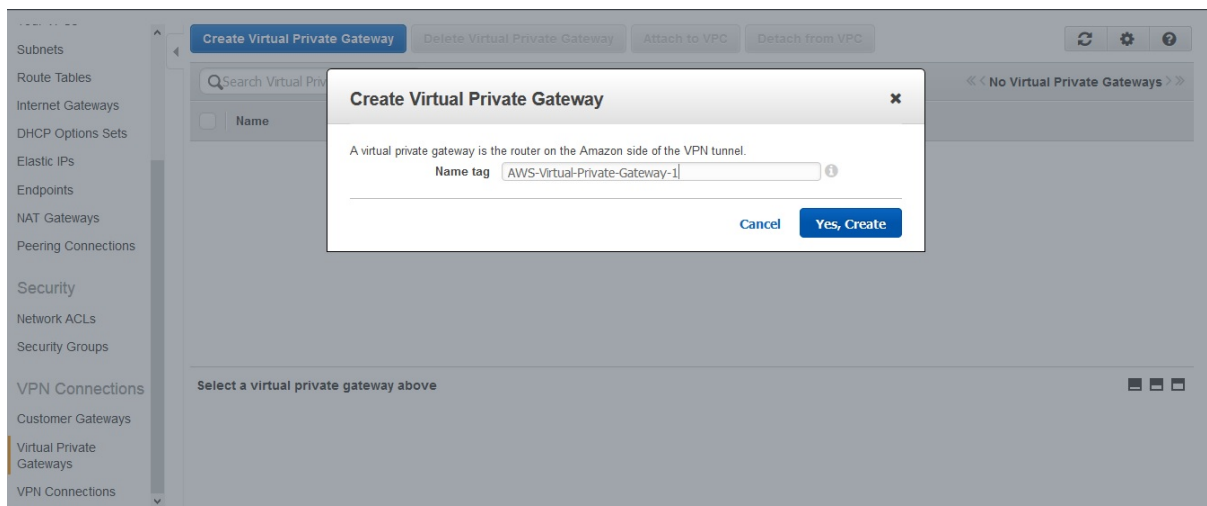 Subnets
Route Tables
Internet Gateways
DHCP Options Sets
Elastic IPs
Endpoints
NAT Gateways
Peering Connections
Security
Network ACLs
Security Groups
VPN Connections
Customer Gateways
Virtual Private
Gateways
VPN Connections
Create Virtual Private Gateway Delete Virtual Private Gateway Attach to VPC Detach from VPC
Search Virtual Priv
« < No Virtual Private Gateways > »
Name
Create Virtual Private Gateway
A virtual private gateway is the router on the Amazon side of the VPN tunnel.
Name tag AWS-Virtual-Private-Gateway-1
Cancel Yes, Create
Select a virtual private gateway above